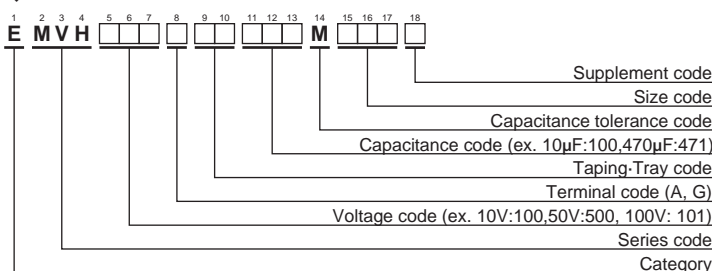 1 2 3 4 5 6 7 8 9 10 11 12 13 14 15 16 17 18
E M V H □□□ □ □□ □□□ M □□□ □
Supplement code
Size code
Capacitance tolerance code
Capacitance code (ex. 10μF:100,470μF:471)
Taping·Tray code
Terminal code (A, G)
Voltage code (ex. 10V:100,50V:500, 100V: 101)
Series code
Category